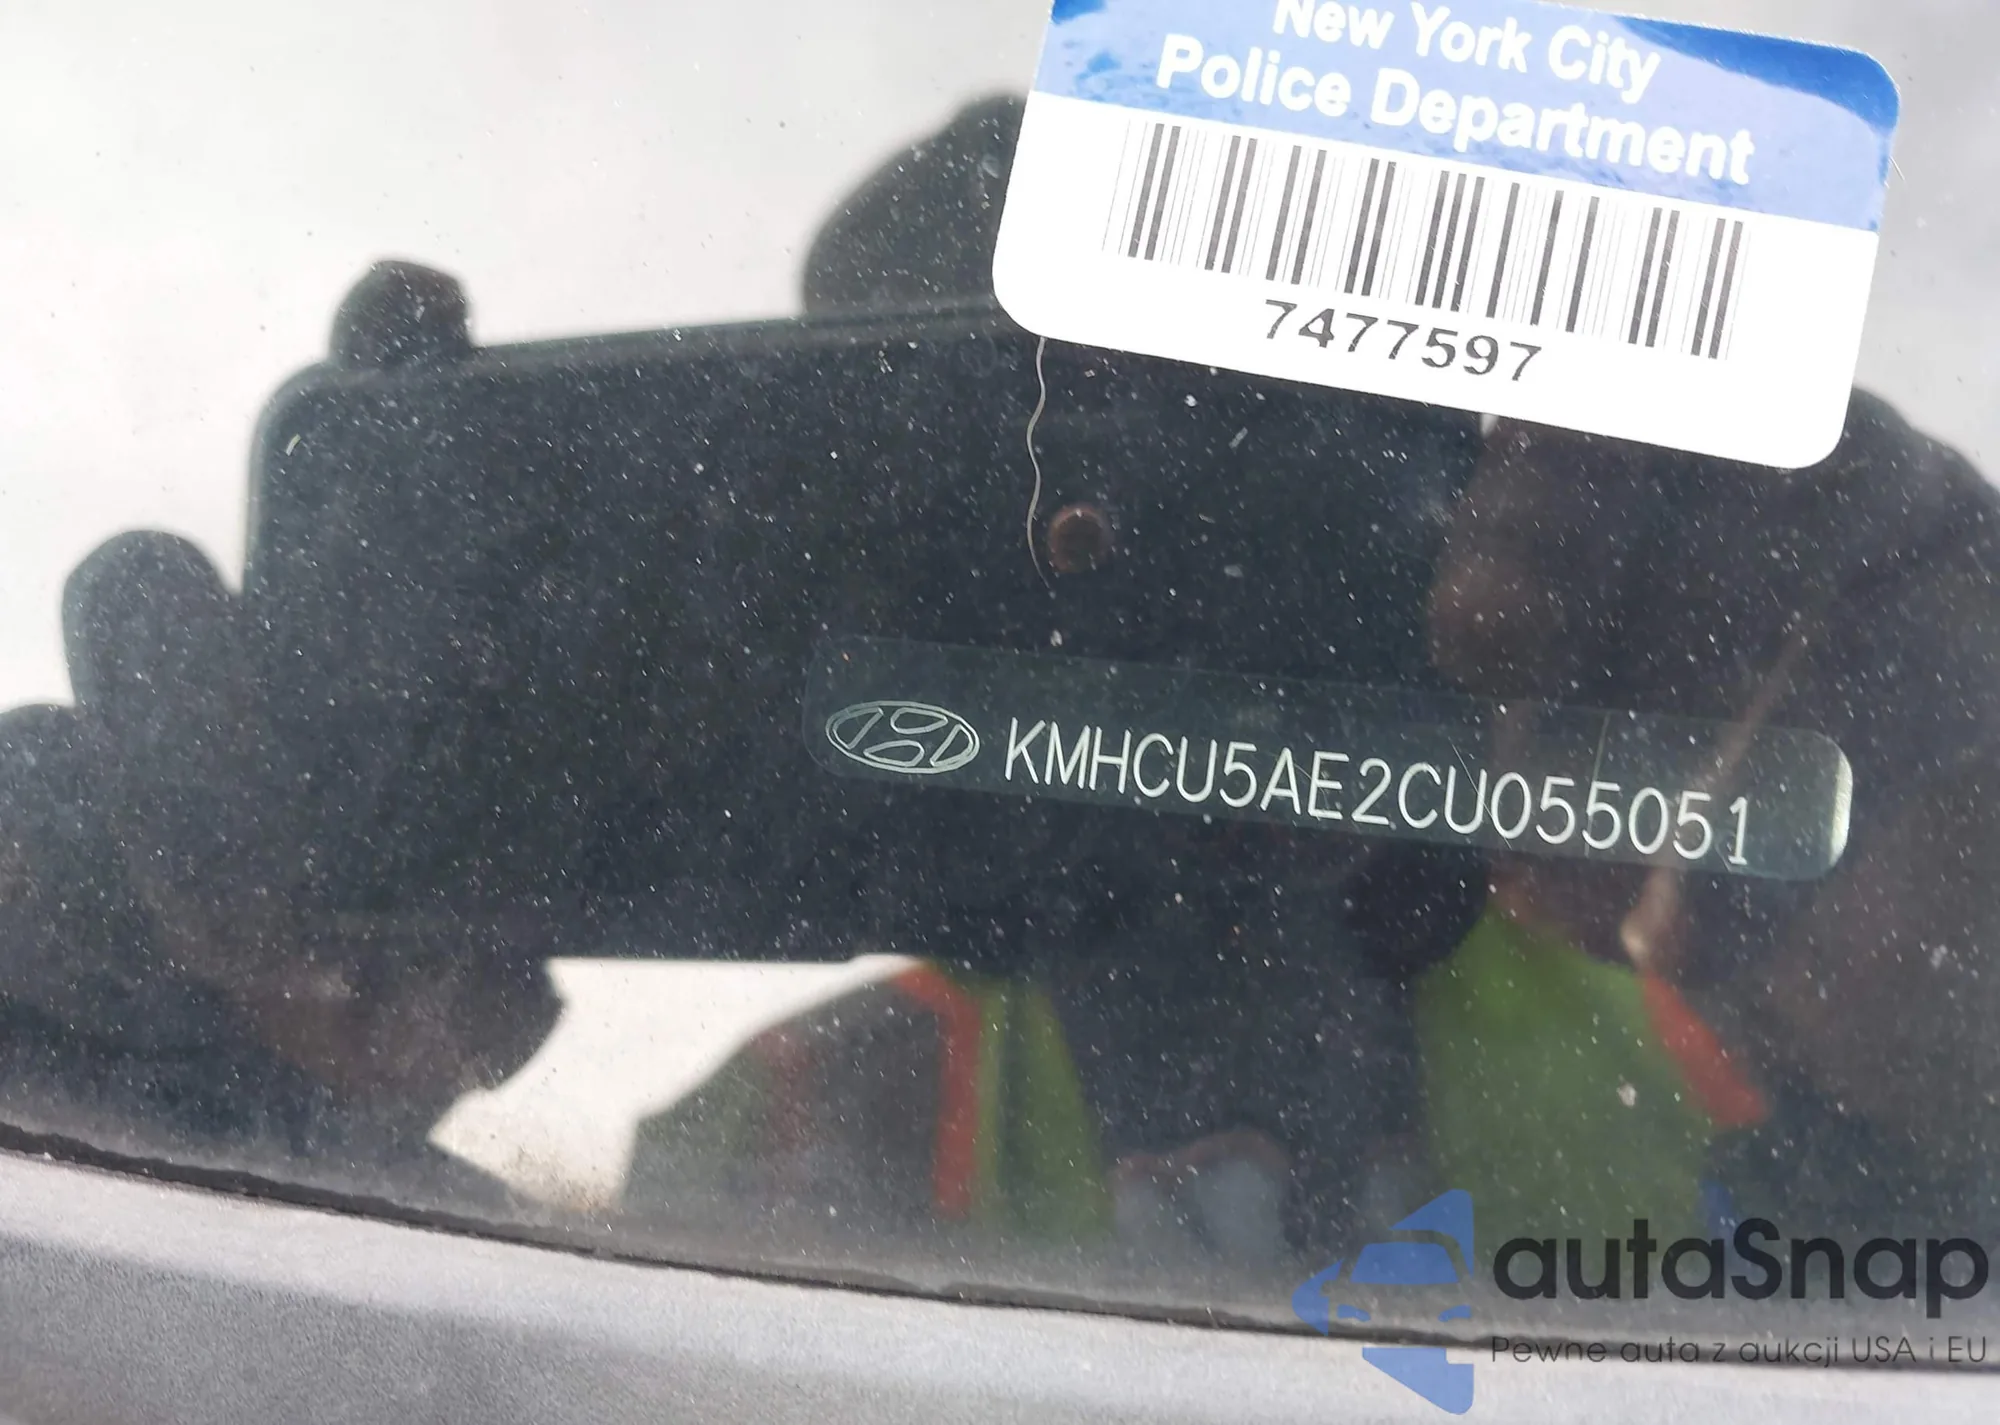 New York City
Police Department
7477597
KMHCU5AE2CU055051
autaSnap
Pewne auta z aukcji USA i EU